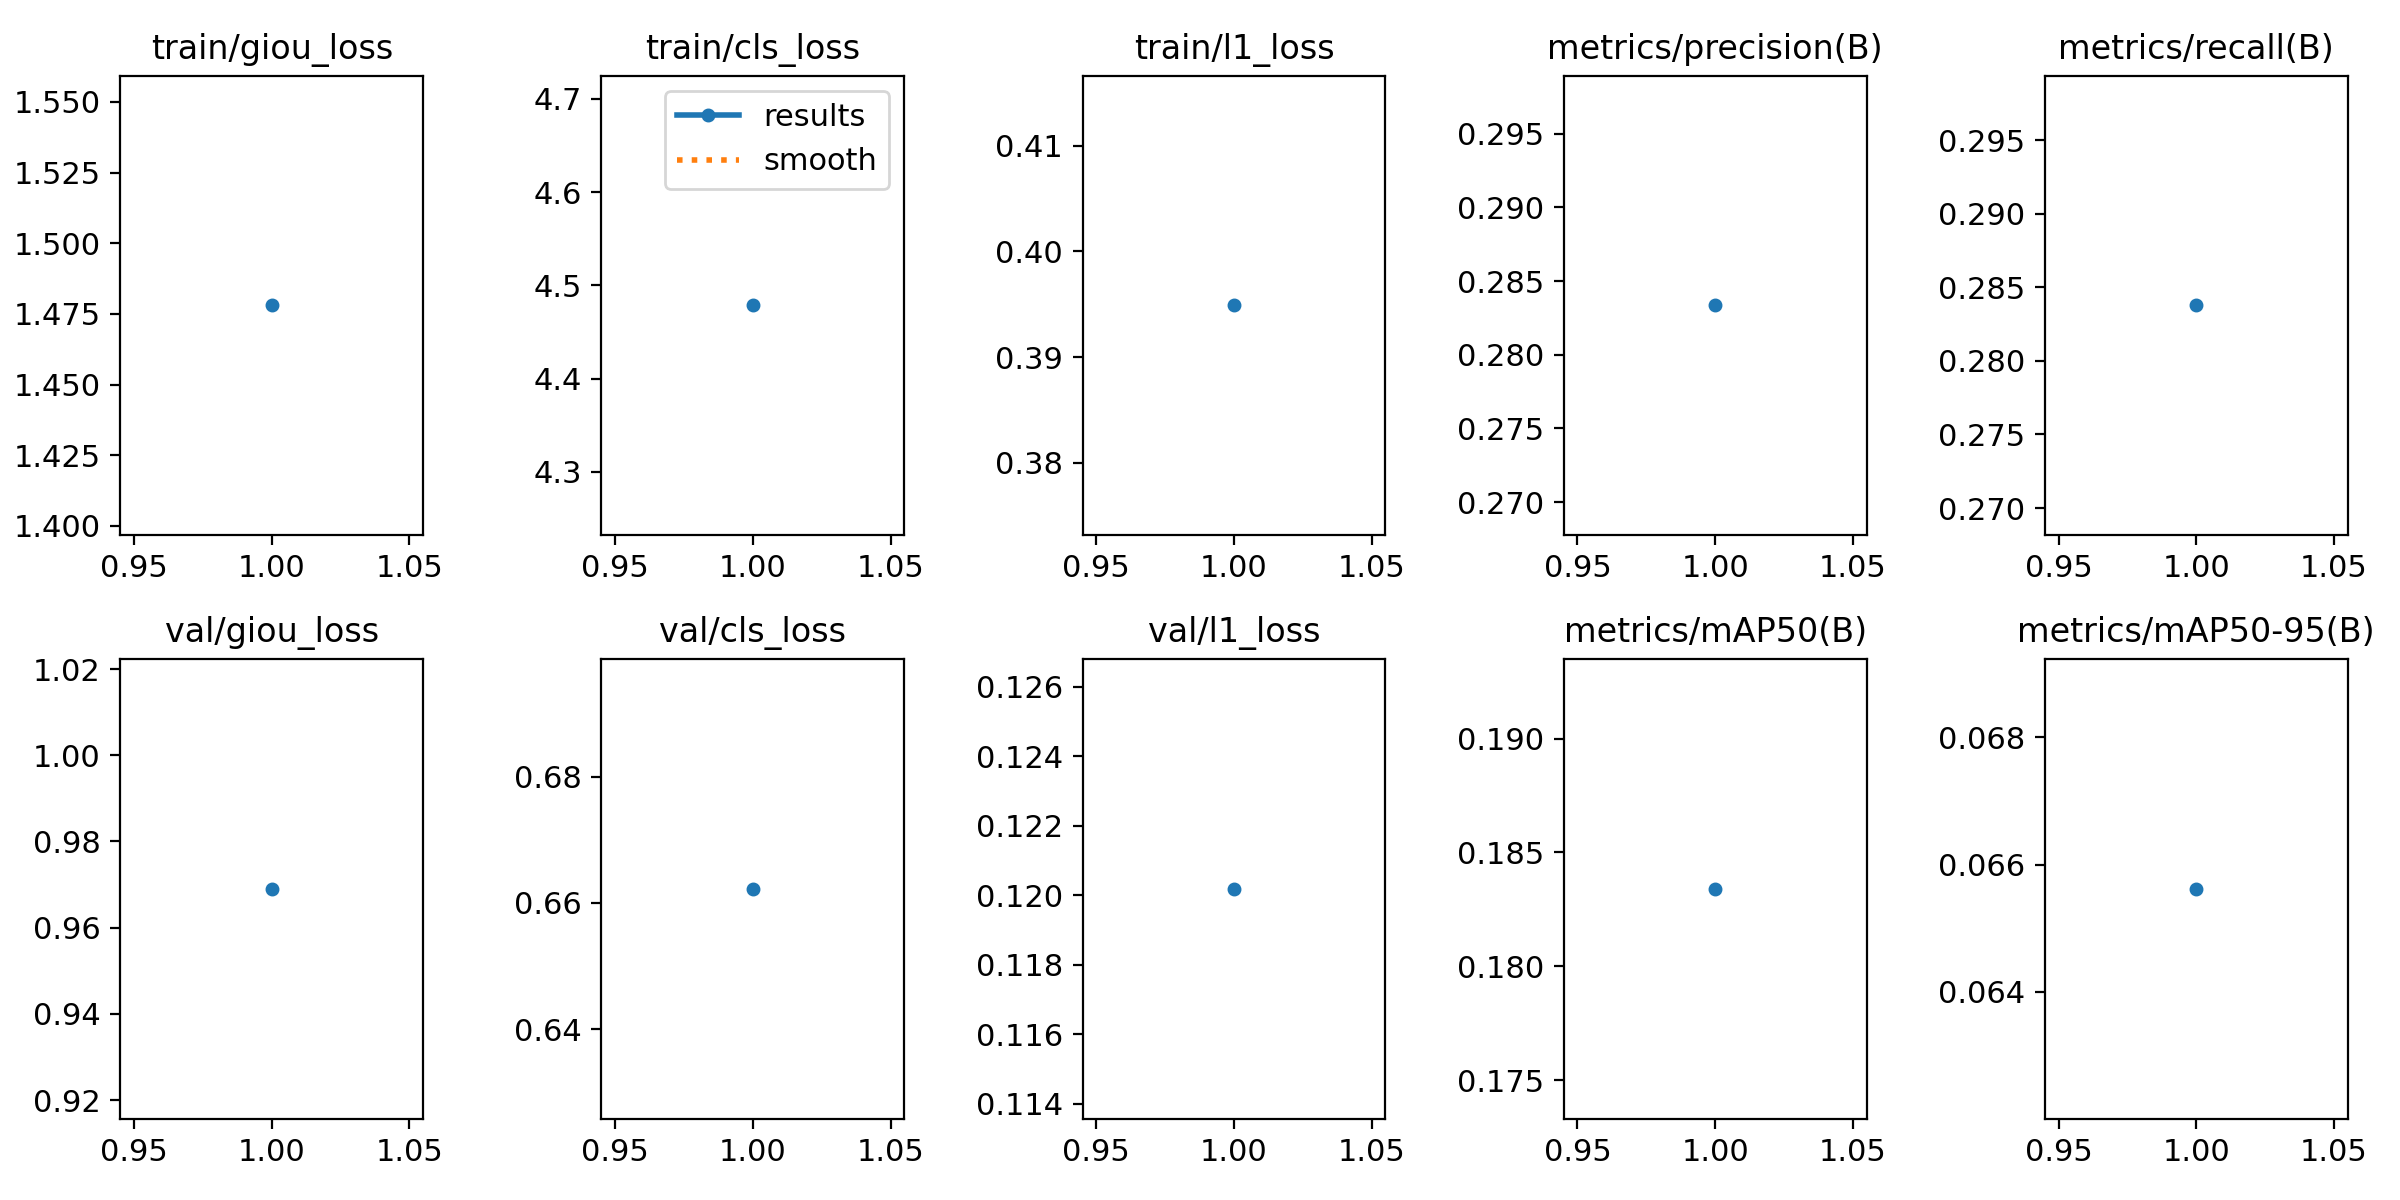 train/giou_loss
1.550
1.525
1.500
1.475
1.450
1.425
1.400
0.95 1.00 1.05
train/cls_loss
results
smooth
4.7
4.6
4.5
4.4
4.3
0.95 1.00 1.05
train/l1_loss
0.41
0.40
0.39
0.38
0.95 1.00 1.05
metrics/precision(B)
0.295
0.290
0.285
0.280
0.275
0.270
0.95 1.00 1.05
metrics/recall(B)
0.295
0.290
0.285
0.280
0.275
0.270
0.95 1.00 1.05
val/giou_loss
1.02
1.00
0.98
0.96
0.94
0.92
0.95 1.00 1.05
val/cls_loss
0.68
0.66
0.64
0.95 1.00 1.05
val/l1_loss
0.126
0.124
0.122
0.120
0.118
0.116
0.114
0.95 1.00 1.05
metrics/mAP50(B)
0.190
0.185
0.180
0.175
0.95 1.00 1.05
metrics/mAP50-95(B)
0.068
0.066
0.064
0.95 1.00 1.05